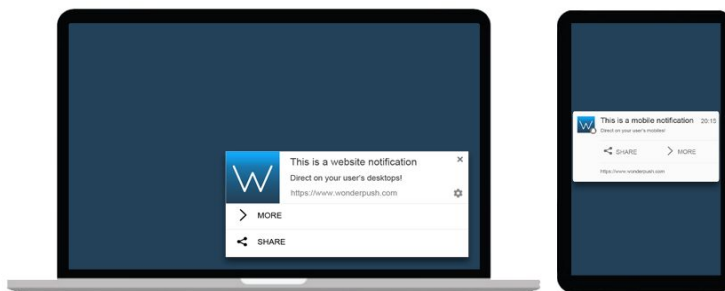 W
This is a website notification
Direct on your user's desktops!
https://www.wonderpush.com
MORE
SHARE
W
This is a mobile notification 20:15
Direct on your user's mobiles!
SHARE MORE
https://www.wonderpush.com